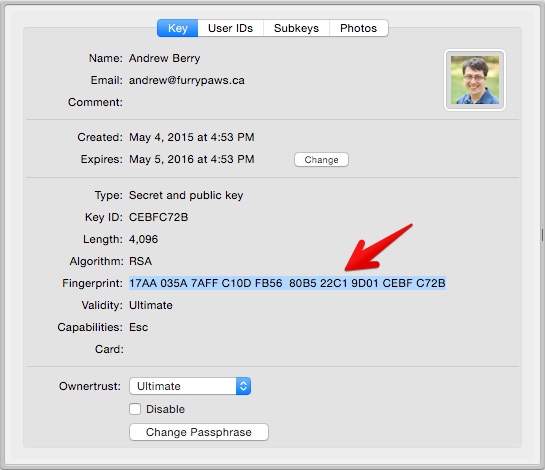 Key User IDs Subkeys Photos
Name: Andrew Berry
Email: andrew@furrypaws.ca
Comment:
Created: May 4, 2015 at 4:53 PM
Expires: May 5, 2016 at 4:53 PM Change
Type: Secret and public key
Key ID: CEBFC72B
Length: 4,096
Algorithm: RSA
Fingerprint: 17AA 035A 7AFF C10D FB56  80B5 22C1 9D01 CEBF C72B
Validity: Ultimate
Capabilities: Esc
Card:
Ownertrust: Ultimate
Disable
Change Passphrase